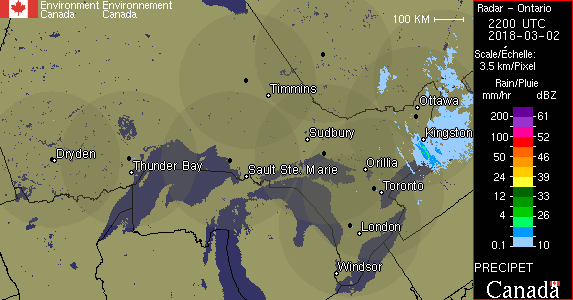 Environment Environnement
Canada Canada
100 KM
Timmins
Ottawa
Sudbury
Kingston
Dryden
Thunder Bay
Sault Ste. Marie
Orillia
Toronto
London
Windsor
Radar - Ontario
2200 UTC
2018-03-02
Scale/Échelle:
3.5 km/Pixel
Rain/Pluie
mm/hr dBZ
200 61
100 52
50 46
24 39
12 34
4 26
0.1 10
PRECIPET
Canada